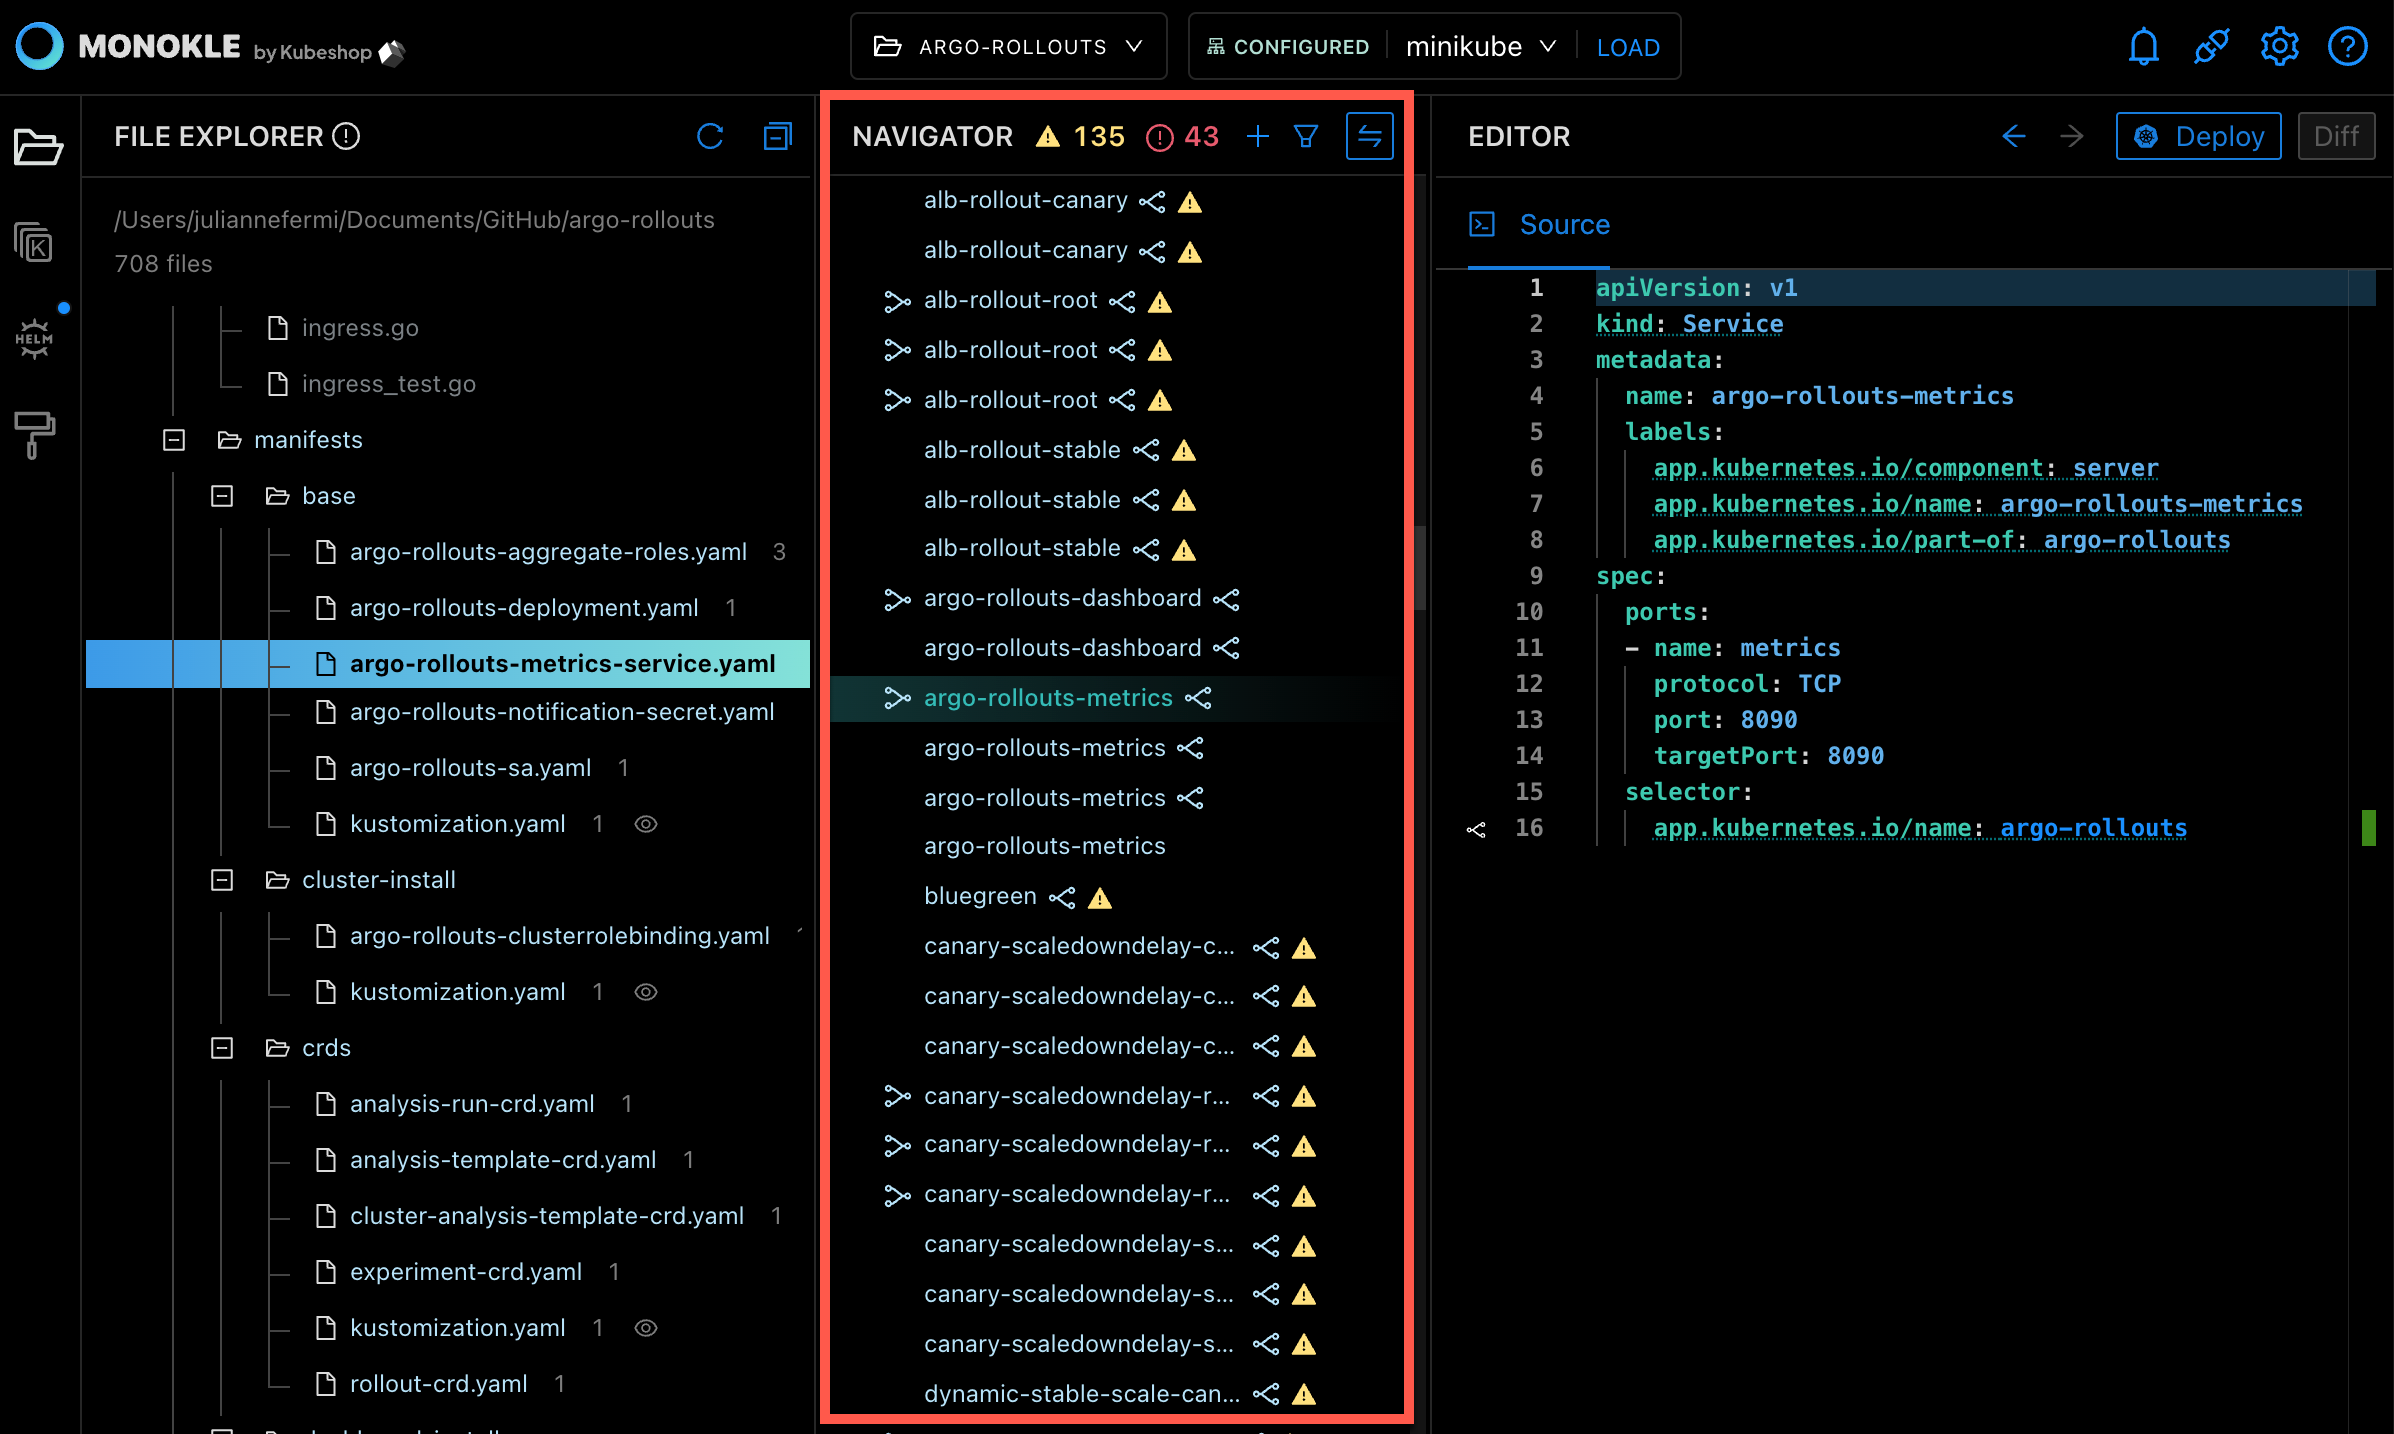 MONOKLE by Kubeshop
ARGO-ROLLOUTS
CONFIGURED
minikube
LOAD
FILE EXPLORER
/Users/juliannefermi/Documents/GitHub/argo-rollouts
708 files
ingress.go
ingress_test.go
manifests
base
argo-rollouts-aggregate-roles.yaml 3
argo-rollouts-deployment.yaml 1
argo-rollouts-metrics-service.yaml
argo-rollouts-notification-secret.yaml
argo-rollouts-sa.yaml 1
kustomization.yaml 1
cluster-install
argo-rollouts-clusterrolebinding.yaml
kustomization.yaml 1
crds
analysis-run-crd.yaml 1
analysis-template-crd.yaml 1
cluster-analysis-template-crd.yaml 1
experiment-crd.yaml 1
kustomization.yaml 1
rollout-crd.yaml 1
K
HELM
NAVIGATOR 135 43
alb-rollout-canary
alb-rollout-canary
alb-rollout-root
alb-rollout-root
alb-rollout-root
alb-rollout-stable
alb-rollout-stable
alb-rollout-stable
argo-rollouts-dashboard
argo-rollouts-dashboard
argo-rollouts-metrics
argo-rollouts-metrics
argo-rollouts-metrics
argo-rollouts-metrics
bluegreen
canary-scaledowndelay-c...
canary-scaledowndelay-c...
canary-scaledowndelay-c...
canary-scaledowndelay-r...
canary-scaledowndelay-r...
canary-scaledowndelay-r...
canary-scaledowndelay-s...
canary-scaledowndelay-s...
canary-scaledowndelay-s...
dynamic-stable-scale-can...
EDITOR
Deploy
Diff
Source
1 apiVersion: v1
2 kind: Service
3 metadata:
4 name: argo-rollouts-metrics
5 labels:
6 app.kubernetes.io/component: server
7 app.kubernetes.io/name: argo-rollouts-metrics
8 app.kubernetes.io/part-of: argo-rollouts
9 spec:
10 ports:
11 - name: metrics
12 protocol: TCP
13 port: 8090
14 targetPort: 8090
15 selector:
16 app.kubernetes.io/name: argo-rollouts